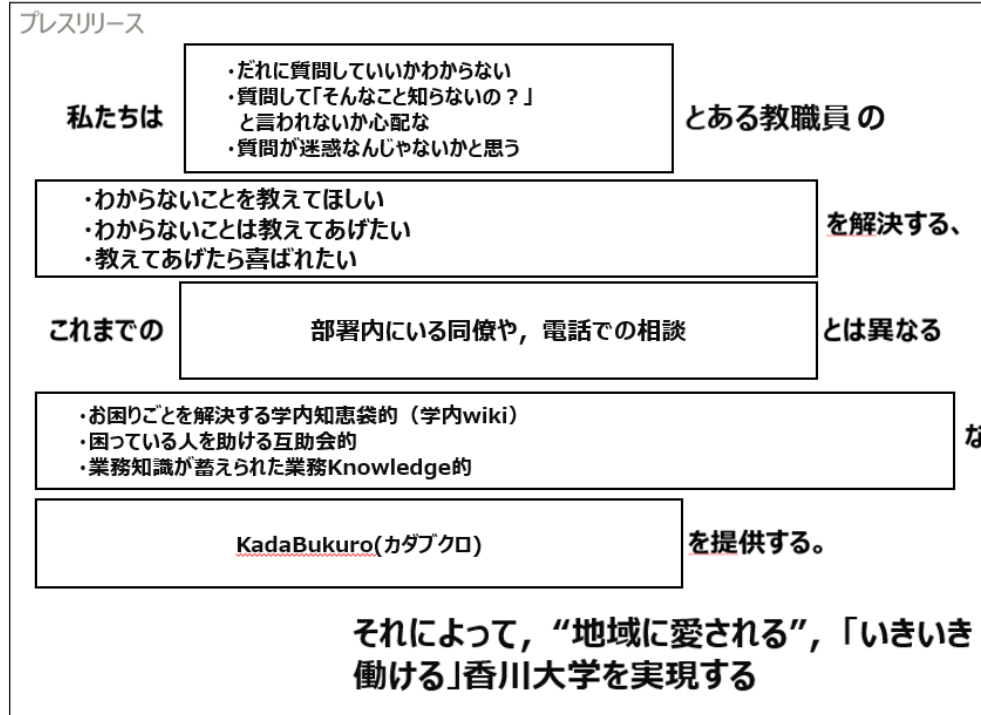 プレスリリース
・だれに質問していいかわからない
・質問して「そんなこと知らないの？」
と言われないか心配な
・質問が迷惑なんじゃないかと思う
私たちは
とある教職員 の
・わからないことを教えてほしい
・わからないことは教えてあげたい
・教えてあげたら喜ばれたい
を解決する、
これまでの
部署内にいる同僚や，電話での相談
とは異なる
・お困りごとを解決する学内知恵袋的（学内wiki）
・困っている人を助ける互助会的
・業務知識が蓄えられた業務Knowledge的
な
KadaBukuro(カダブクロ)
を提供する。
それによって，“地域に愛される”，「いきいき
働ける」香川大学を実現する